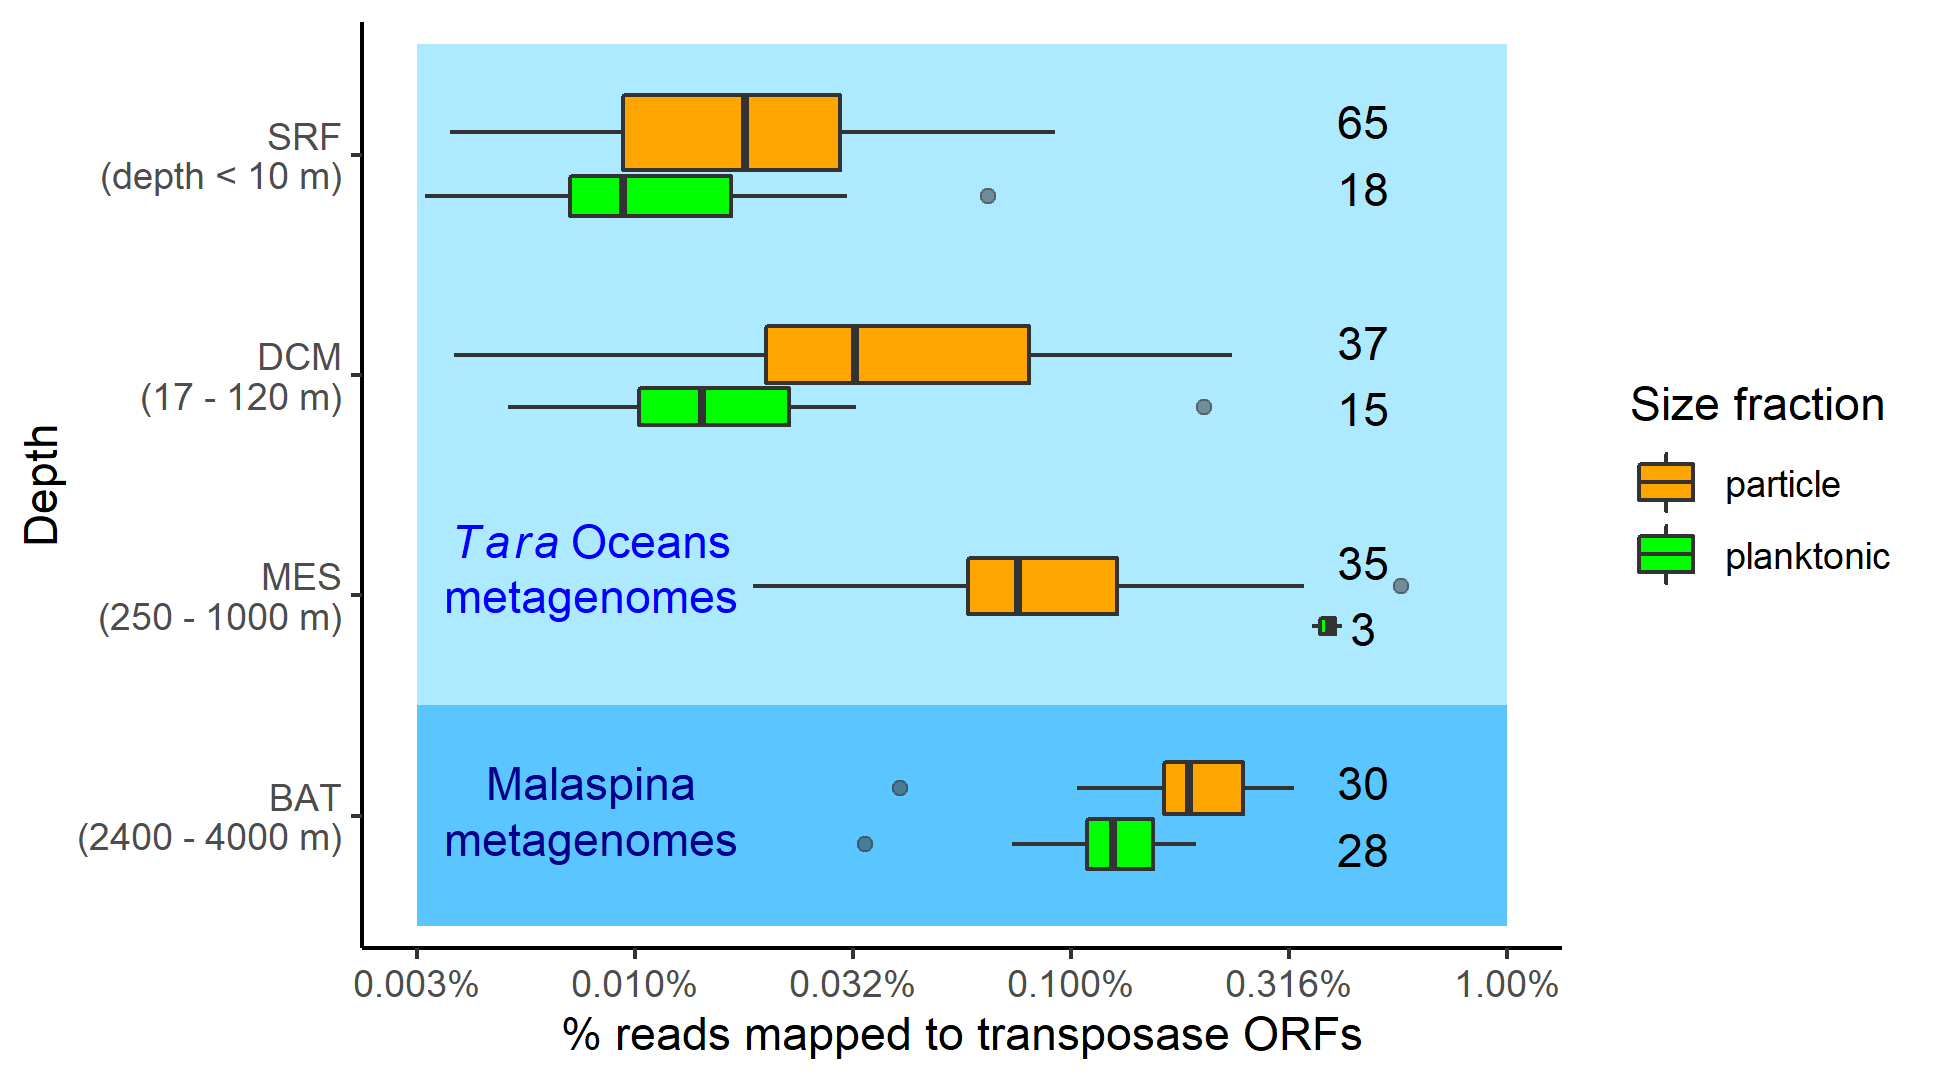 SRF
(depth < 10 m)
65
18
DCM
(17 - 120 m)
37
15
Depth
MES
(250 - 1000 m)
Tara Oceans
metagenomes
35
3
BAT
(2400 - 4000 m)
Malaspina
metagenomes
30
28
0.003% 0.010% 0.032% 0.100% 0.316% 1.00%
% reads mapped to transposase ORFs
Size fraction
particle
planktonic